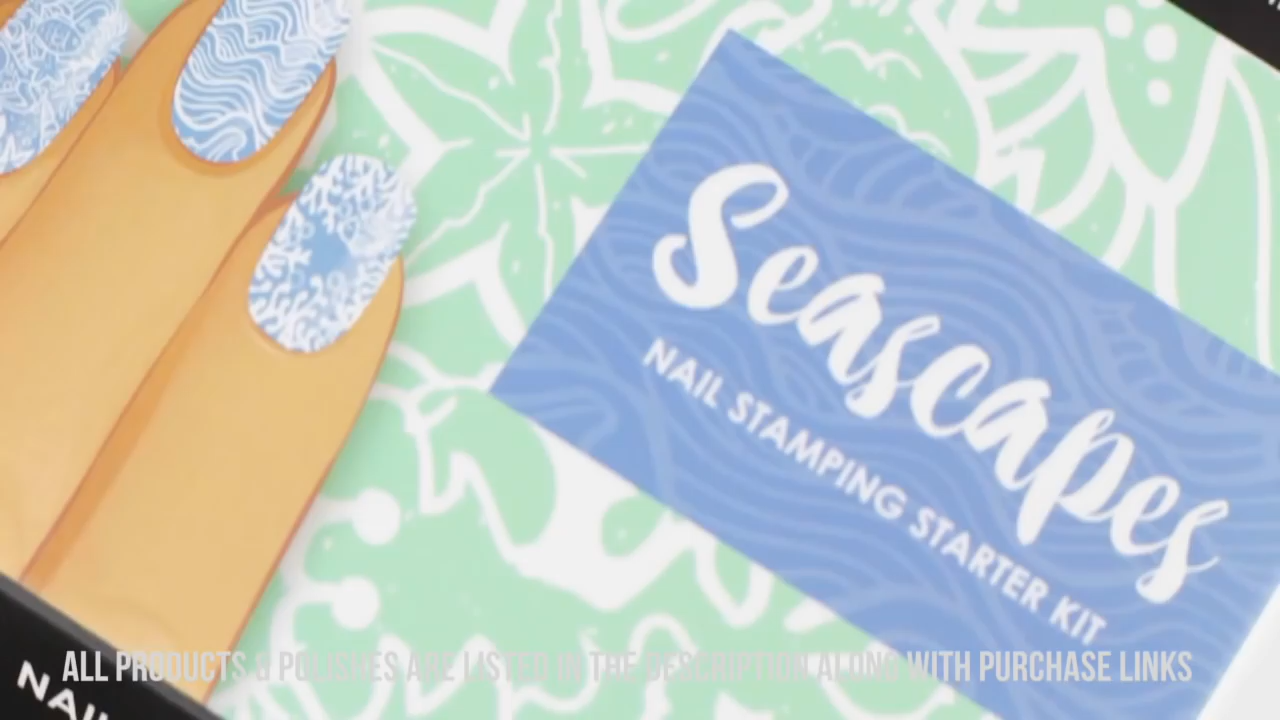 Seascapes
NAIL STAMPING STARTER KIT
ALL PRODUCTS & POLISHES ARE LISTED IN THE DESCRIPTION ALONG WITH PURCHASE LINKS